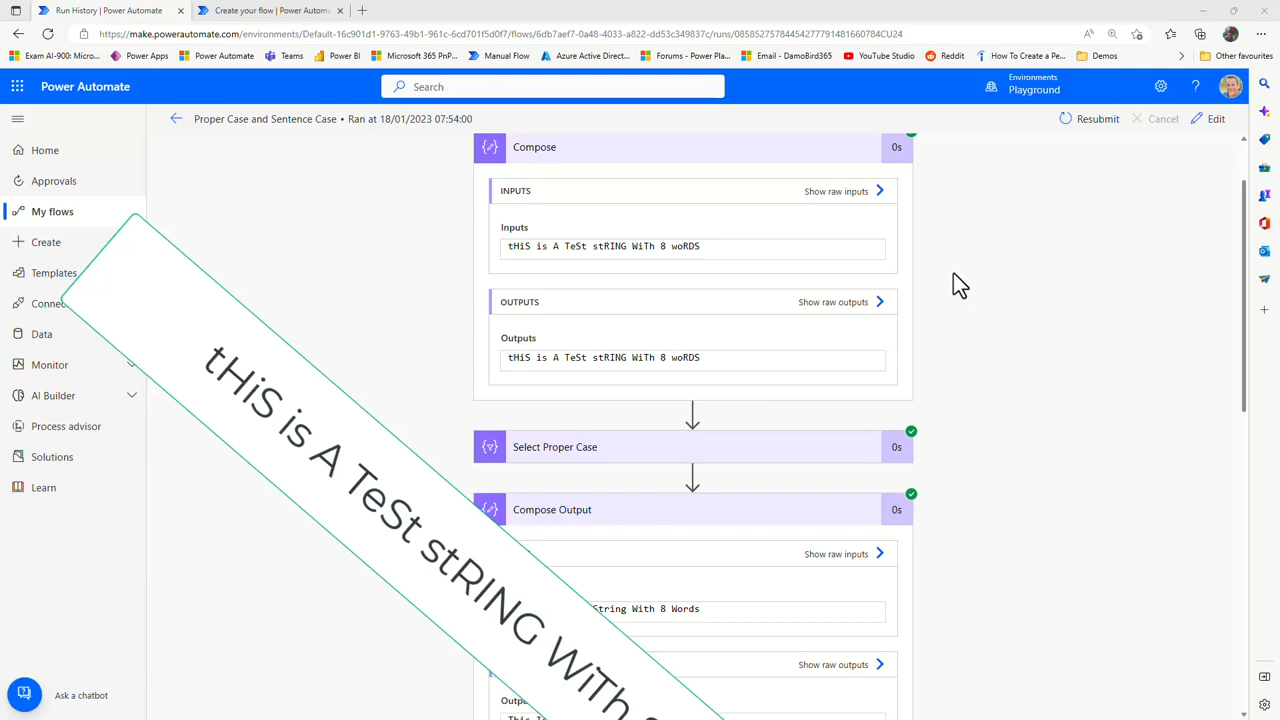 Run History | Power Automate
Create your flow | Power Autom
https://make.powerautomate.com/environments/Default-16c901d1-9763-49b1-961c-6cd701f5d0f7/flows/6db7aef7-0a48-4033-a822-dd53c349837c/runs/08585257584454277791481660784CU24
Exam AI-900: Micro...
Power Apps
Power Automate
Teams
Power BI
Microsoft 365 PnP...
Manual Flow
Azure Active Direct...
Forums - Power Pla...
Email - DamoBird365
YouTube Studio
Reddit
How To Create a Pe...
Demos
Other favourites
Power Automate
Search
Environments
Playground
Proper Case and Sentence Case • Ran at 18/01/2023 07:54:00
Resubmit
Cancel
Edit
Home
Approvals
My flows
Create
Templates
Conne
Data
Monitor
AI Builder
Process advisor
Solutions
Learn
Ask a chatbot
Compose
0s
INPUTS
Show raw inputs
Inputs
tHiS is A TeSt stRING WiTh 8 woRDS
OUTPUTS
Show raw outputs
Outputs
tHiS is A TeSt stRING WiTh 8 woRDS
Select Proper Case
0s
Compose Output
0s
Show raw inputs
String With 8 Words
Show raw outputs
Outpu
This I
tHiS is A TeSt stRING WiTh